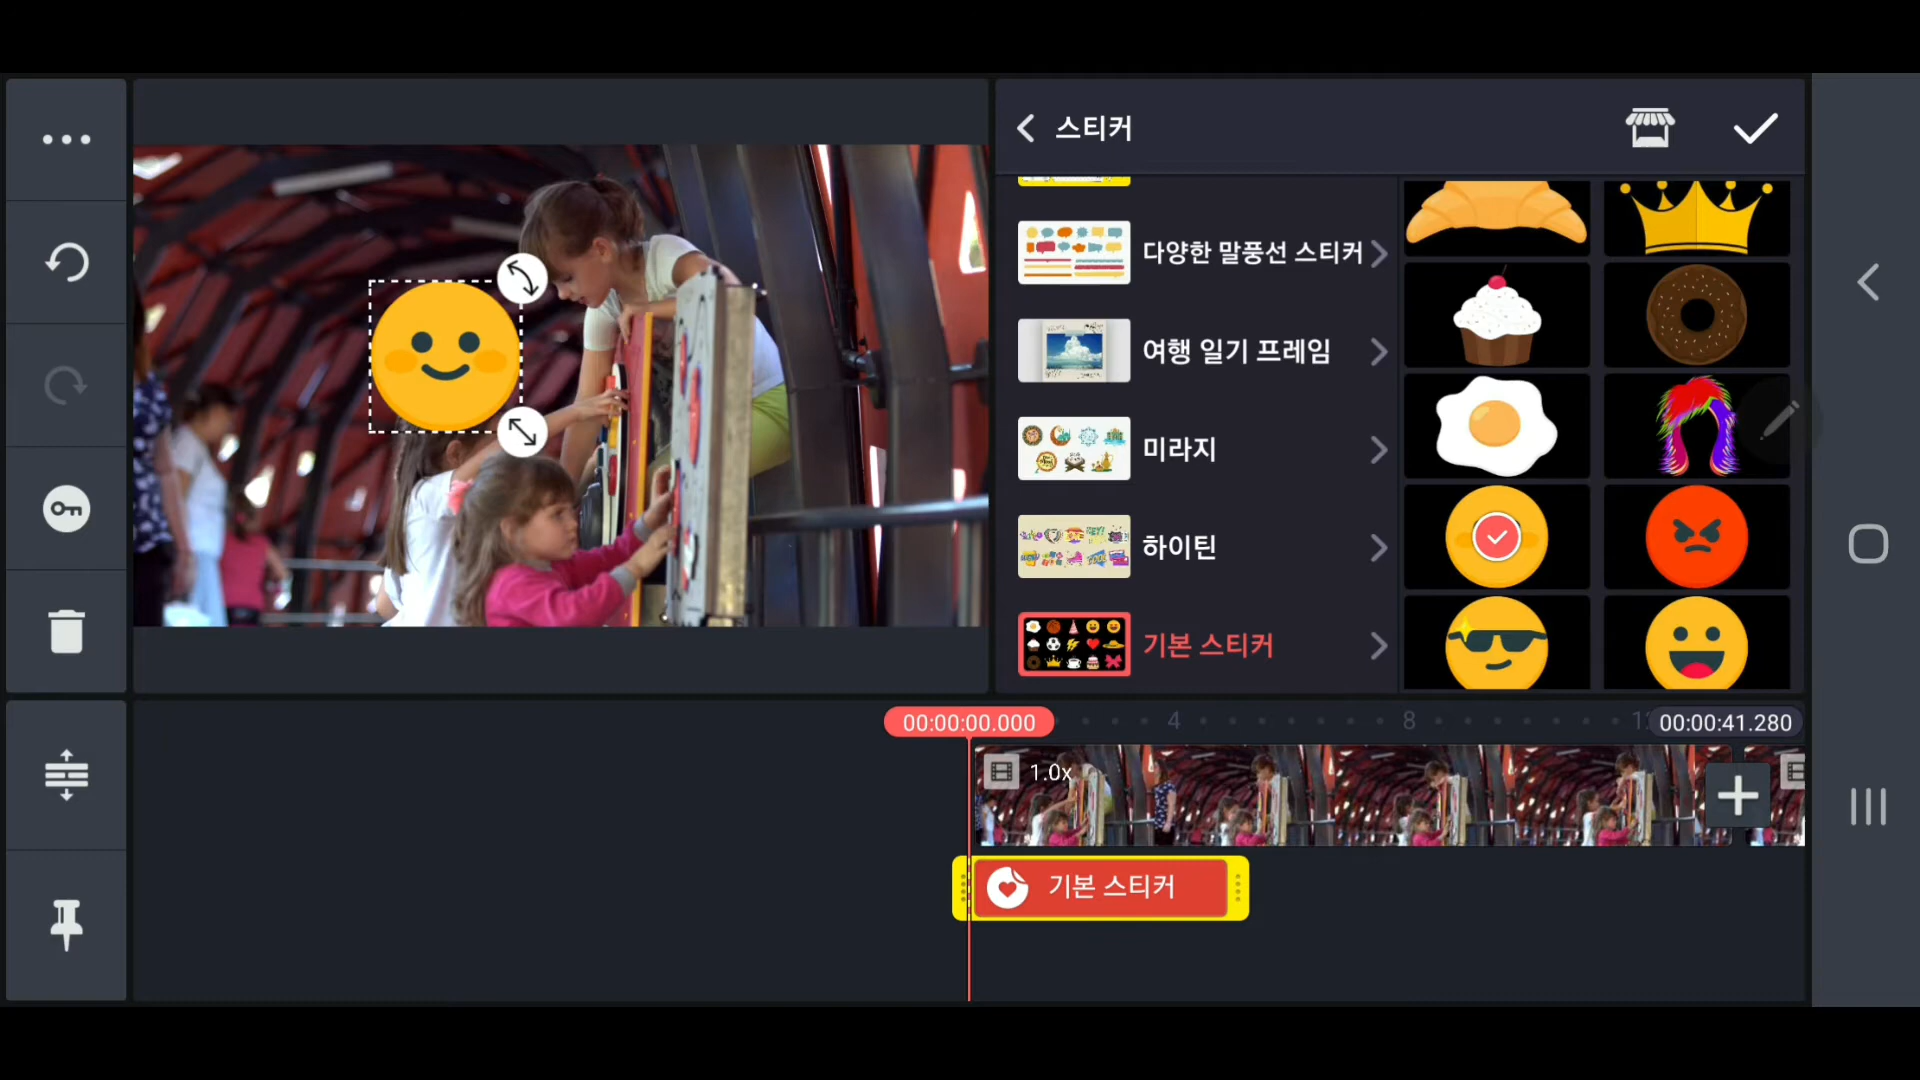 스티커
다양한 말풍선 스티커
여행 일기 프레임
미라지
하이틴
기본 스티커
00:00:00.000
4
8
00:00:41.280
1.0x
기본 스티커